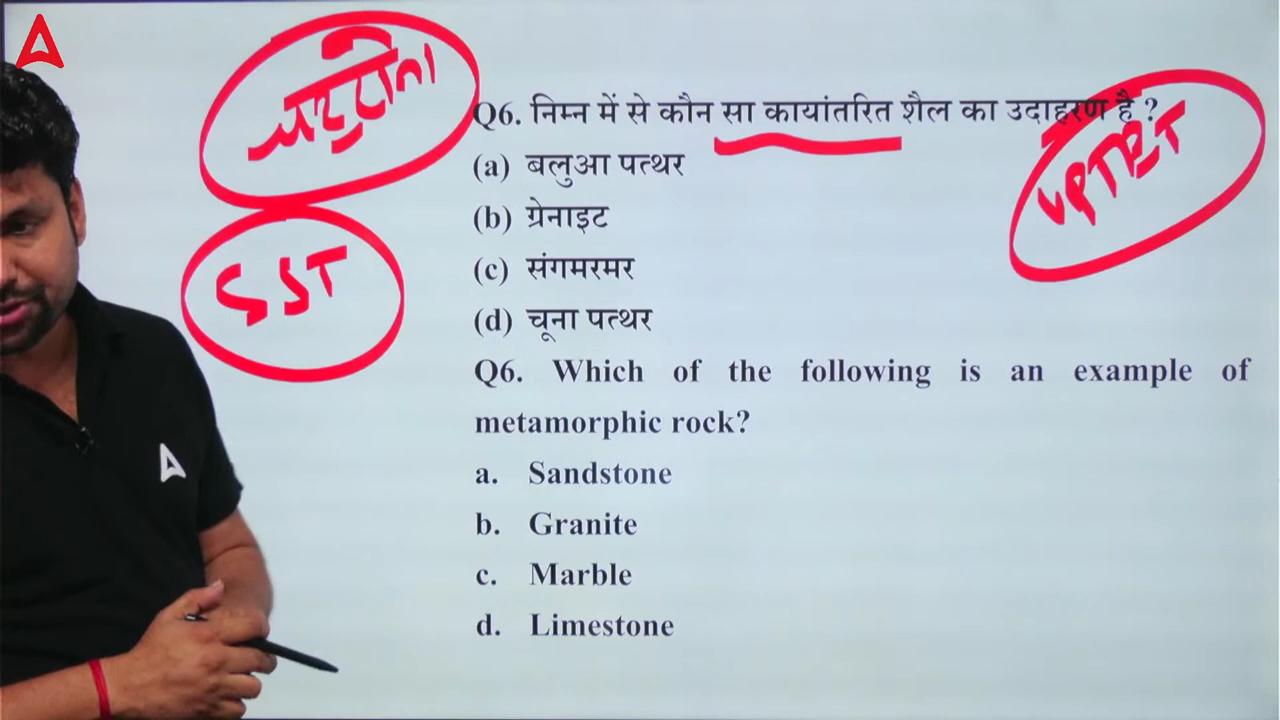 Q6. निम्न में से कौन सा कायांतरित शैल का उदाहरण है ?
(a) बलुआ पत्थर
(b) ग्रेनाइट
(c) संगमरमर
(d) चूना पत्थर
Q6. Which of the following is an example of
metamorphic rock?
a. Sandstone
b. Granite
c. Marble
d. Limestone
SST